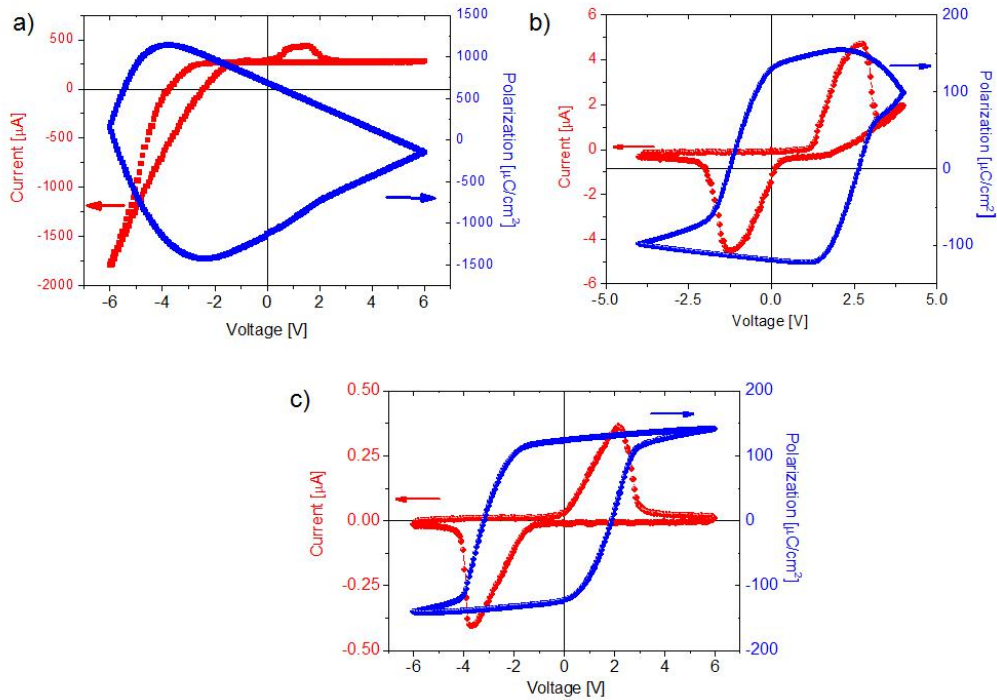 a)
500
0
-500
-1000
-1500
-2000
Current [µA]
-6 -4 -2 0 2 4 6
Voltage [V]
1500
1000
500
0
-500
-1000
-1500
Polarization [µC/cm²]
b)
6
4
2
0
-2
-4
-6
Current [µA]
-5.0 -2.5 0.0 2.5 5.0
Voltage [V]
200
100
0
-100
Polarization [µC/cm²]
c)
0.50
0.25
0.00
-0.25
-0.50
Current [µA]
-6 -4 -2 0 2 4 6
Voltage [V]
200
100
0
-100
-200
Polarization [µC/cm²]